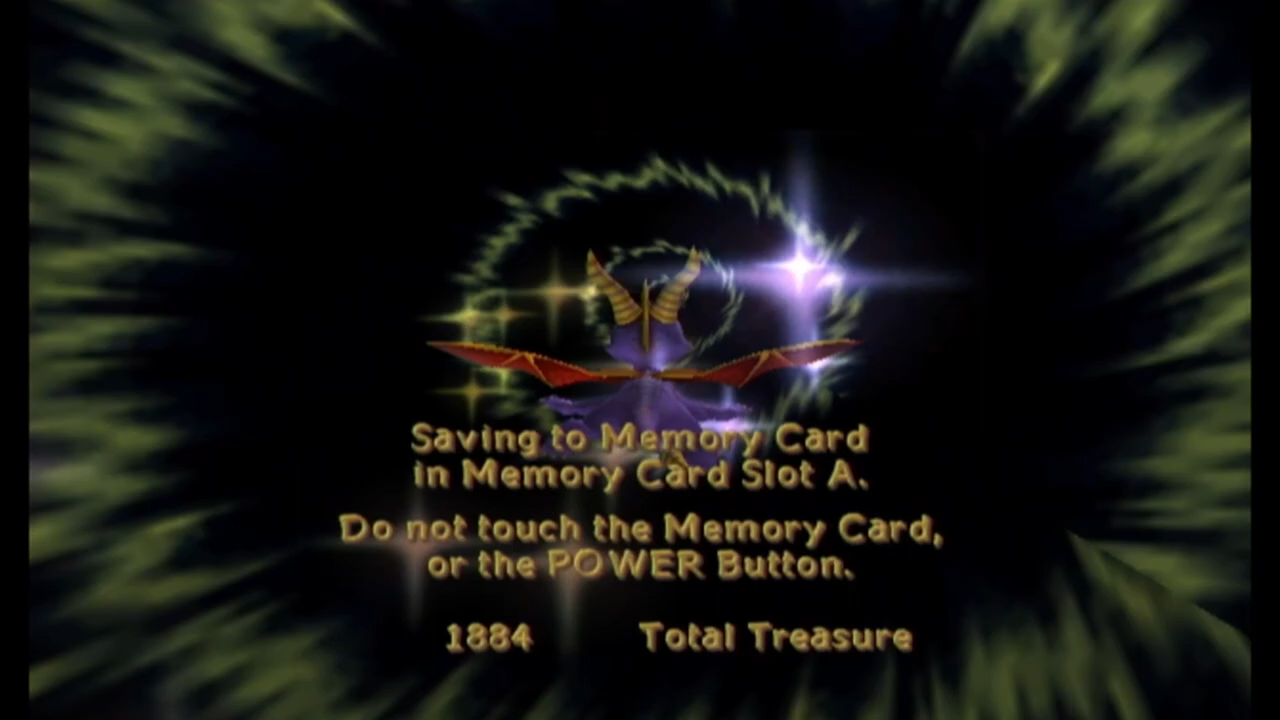 Saving to Memory Card
in Memory Card Slot A.
Do not touch the Memory Card,
or the POWER Button.
1884 Total Treasure